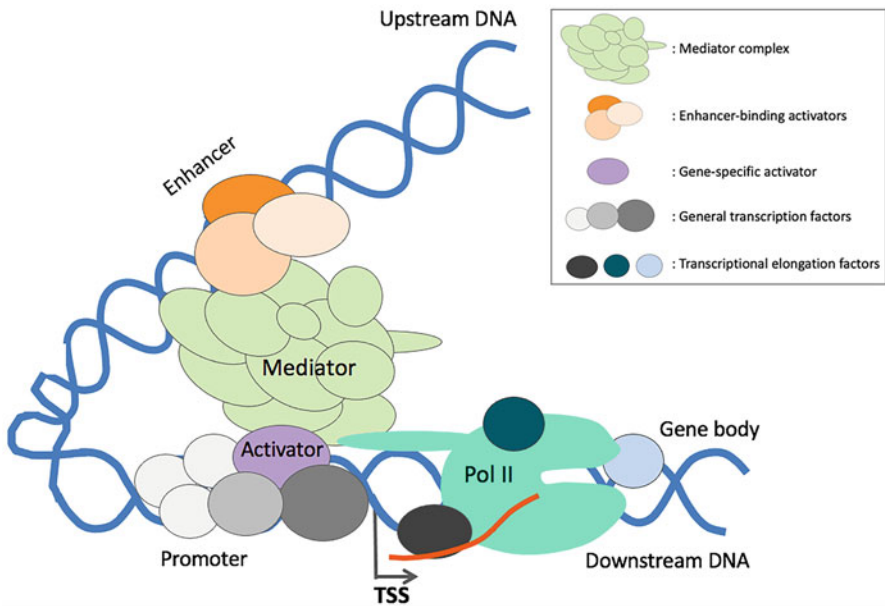 Upstream DNA
Enhancer
Mediator
Activator
Pol II
Gene body
Promoter
TSS
Downstream DNA
: Mediator complex
: Enhancer-binding activators
: Gene-specific activator
: General transcription factors
: Transcriptional elongation factors